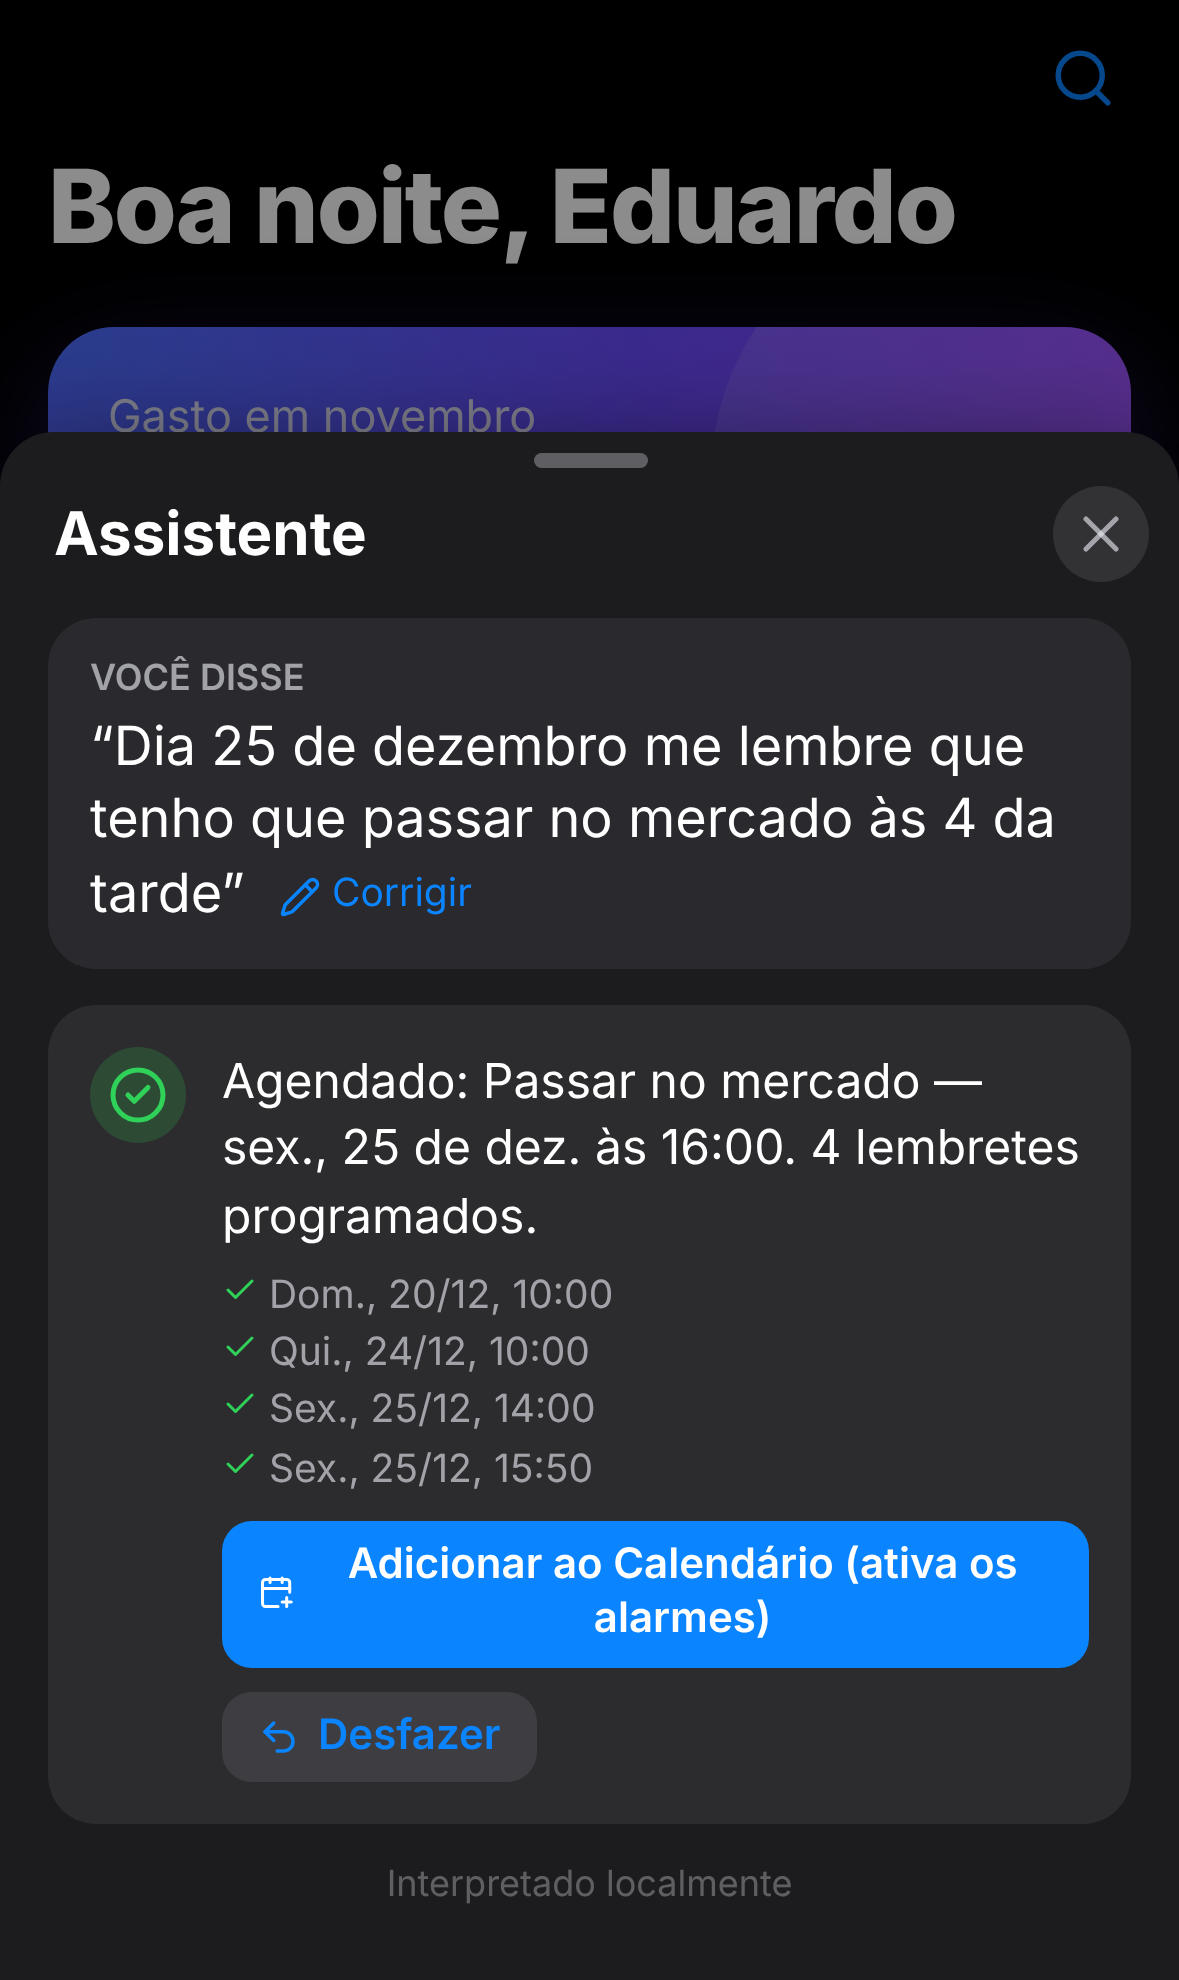 Boa noite, Eduardo
Gasto em novembro
Assistente
VOCÊ DISSE
“Dia 25 de dezembro me lembre que
tenho que passar no mercado às 4 da
tarde”
Corrigir
Agendado: Passar no mercado —
sex., 25 de dez. às 16:00. 4 lembretes
programados.
Dom., 20/12, 10:00
Qui., 24/12, 10:00
Sex., 25/12, 14:00
Sex., 25/12, 15:50
Adicionar ao Calendário (ativa os
alarmes)
Desfazer
Interpretado localmente